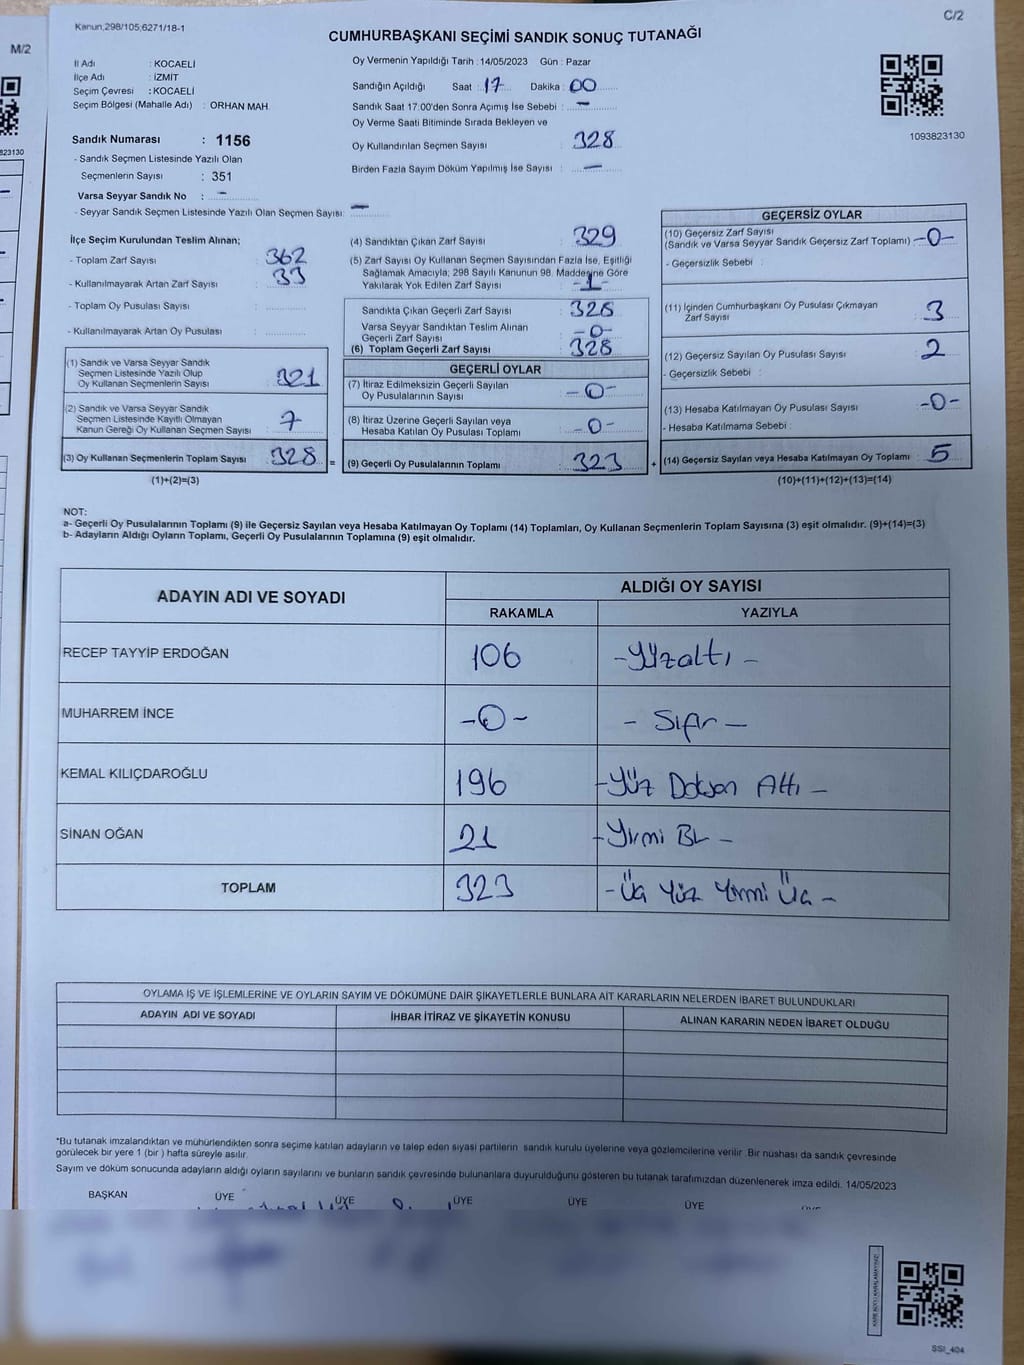 M/2
823130
Kanun;298/105;6271/18-1
C/2
CUMHURBAŞKANI SEÇİMİ SANDIK SONUÇ TUTANAĞI
İl Adı : KOCAELİ
İlçe Adı : İZMİT
Seçim Çevresi : KOCAELİ
Seçim Bölgesi (Mahalle Adı) : ORHAN MAH.
Oy Vermenin Yapıldığı Tarih : 14/05/2023 Gün : Pazar
Sandığın Açıldığı Saat : 17 Dakika : 00
Sandık Saat 17:00'den Sonra Açımış İse Sebebi : -
Oy Verme Saati Bitiminde Sırada Bekleyen ve
Oy Kullandırılan Seçmen Sayısı 328
Birden Fazla Sayım Döküm Yapılmış İse Sayısı : -
1093823130
Sandık Numarası : 1156
- Sandık Seçmen Listesinde Yazılı Olan
Seçmenlerin Sayısı : 351
Varsa Seyyar Sandık No : -
- Seyyar Sandık Seçmen Listesinde Yazılı Olan Seçmen Sayısı: -
İlçe Seçim Kurulundan Teslim Alınan;
- Toplam Zarf Sayısı : 362
- Kullanılmayarak Artan Zarf Sayısı : 33
- Toplam Oy Pusulası Sayısı :
- Kullanılmayarak Artan Oy Pusulası :
(1) Sandık ve Varsa Seyyar Sandık
Seçmen Listesinde Yazılı Olup
Oy Kullanan Seçmenlerin Sayısı : 321
(2) Sandık ve Varsa Seyyar Sandık
Seçmen Listesinde Kayıtlı Olmayan
Kanun Gereği Oy Kullanan Seçmen Sayısı : 7
(3) Oy Kullanan Seçmenlerin Toplam Sayısı : 328
(1)+(2)=(3)
(4) Sandıktan Çıkan Zarf Sayısı : 329
(5) Zarf Sayısı Oy Kullanan Seçmen Sayısından Fazla İse, Eşitliği
Sağlamak Amacıyla; 298 Sayılı Kanunun 98. Maddesine Göre
Yakılarak Yok Edilen Zarf Sayısı : -1-
Sandıkta Çıkan Geçerli Zarf Sayısı : 328
Varsa Seyyar Sandıktan Teslim Alınan
Geçerli Zarf Sayısı : -0-
(6) Toplam Geçerli Zarf Sayısı : 328
GEÇERLİ OYLAR
(7) İtiraz Edilmeksizin Geçerli Sayılan
Oy Pusulalarının Sayısı : -0-
(8) İtiraz Üzerine Geçerli Sayılan veya
Hesaba Katılan Oy Pusulaları Toplamı : -0-
= (9) Geçerli Oy Pusulalarının Toplamı : 323
GEÇERSİZ OYLAR
(10) Geçersiz Zarf Sayısı
(Sandık ve Varsa Seyyar Sandık Geçersiz Zarf Toplamı) : -0-
- Geçersizlik Sebebi :
(11) İçinden Cumhurbaşkanı Oy Pusulası Çıkmayan
Zarf Sayısı : 3
(12) Geçersiz Sayılan Oy Pusulası Sayısı : 2
- Geçersizlik Sebebi :
(13) Hesaba Katılmayan Oy Pusulası Sayısı : -0-
- Hesaba Katılmama Sebebi :
+ (14) Geçersiz Sayılan veya Hesaba Katılmayan Oy Toplamı : 5
(10)+(11)+(12)+(13)=(14)
NOT:
a- Geçerli Oy Pusulalarının Toplamı (9) ile Geçersiz Sayılan veya Hesaba Katılmayan Oy Toplamı (14) Toplamları, Oy Kullanan Seçmenlerin Toplam Sayısına (3) eşit olmalıdır. (9)+(14)=(3)
b- Adayların Aldığı Oyların Toplamı, Geçerli Oy Pusulalarının Toplamına (9) eşit olmalıdır.
ADAYIN ADI VE SOYADI
ALDIĞI OY SAYISI
RAKAMLA YAZIYLA
RECEP TAYYİP ERDOĞAN 106 -Yüzaltı-
MUHARREM İNCE -0- - Sıfır -
KEMAL KILIÇDAROĞLU 196 -Yüz Doksan Altı -
SİNAN OĞAN 21 -Yirmi Bir -
TOPLAM 323 - Üç Yüz Yirmi Üç -
OYLAMA İŞ VE İŞLEMLERİNE VE OYLARIN SAYIM VE DÖKÜMÜNE DAİR ŞİKAYETLERLE BUNLARA AİT KARARLARIN NELERDEN İBARET BULUNDUKLARI
ADAYIN ADI VE SOYADI İHBAR İTİRAZ VE ŞİKAYETİN KONUSU ALINAN KARARIN NEDEN İBARET OLDUĞU
*Bu tutanak imzalandıktan ve mühürlendikten sonra seçime katılan adayların ve talep eden siyasi partilerin sandık kurulu üyelerine veya gözlemcilerine verilir. Bir nüshası da sandık çevresinde
görülecek bir yere 1 (bir) hafta süreyle asılır.
Sayım ve döküm sonucunda adayların aldığı oyların sayılarını ve bunların sandık çevresinde bulunanlara duyurulduğunu gösteren bu tutanak tarafımızdan düzenlenerek imza edildi. 14/05/2023
BAŞKAN ÜYE ÜYE ÜYE ÜYE ÜYE
SSI_404